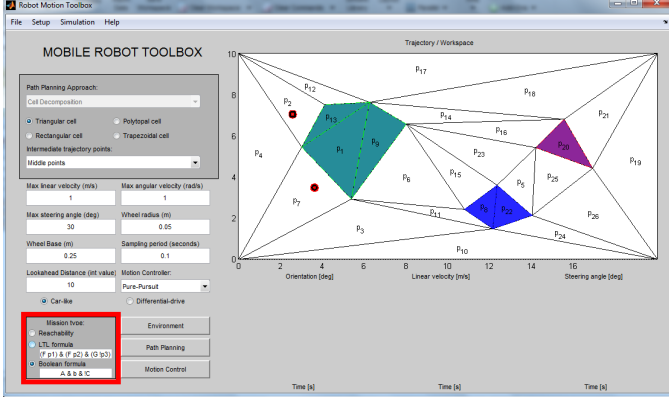 Robot Motion Toolbox
File Setup Simulation Help
MOBILE ROBOT TOOLBOX
Path Planning Approach:
Cell Decomposition
Triangular cell
Polytopal cell
Rectangular cell
Trapezoidal cell
Intermediate trajectory points:
Middle points
Max linear velocity (m/s)
Max angular velocity (rad/s)
1
1
Max steering angle (deg)
Wheel radius (m)
30
0.05
Wheel Base (m)
Sampling period (seconds)
0.25
0.1
Lookahead Distance (int value)
Motion Controller:
10
Pure-Pursuit
Car-like
Differential-drive
Mission type:
Reachability
LTL formula
(F p1) & (F p2) & (G !p3)
Boolean formula
A & b & !C
Environment
Path Planning
Motion Control
Trajectory / Workspace
10
8
6
4
2
0
0 2 4 6 8 10 12 14 16 18
p17
p12
p2
p18
p13
p14
p21
p16
p20
p1
p9
p23
p4
p19
p6
p15
p5
p25
p7
p8
p22
p11
p26
p3
p24
p10
Orientation [deg]
Linear velocity [m/s]
Steering angle [deg]
Time [s]
Time [s]
Time [s]